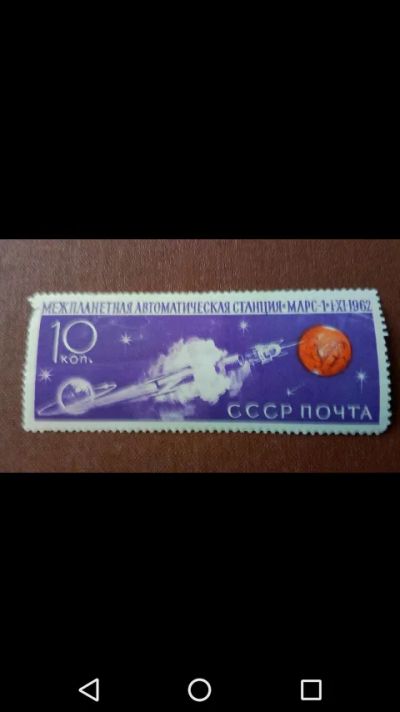 МЕЖПЛАНЕТНАЯ АВТОМАТИЧЕСКАЯ СТАНЦИЯ «МАРС-1» 1·XI·1962
10
КОП.
СССР ПОЧТА